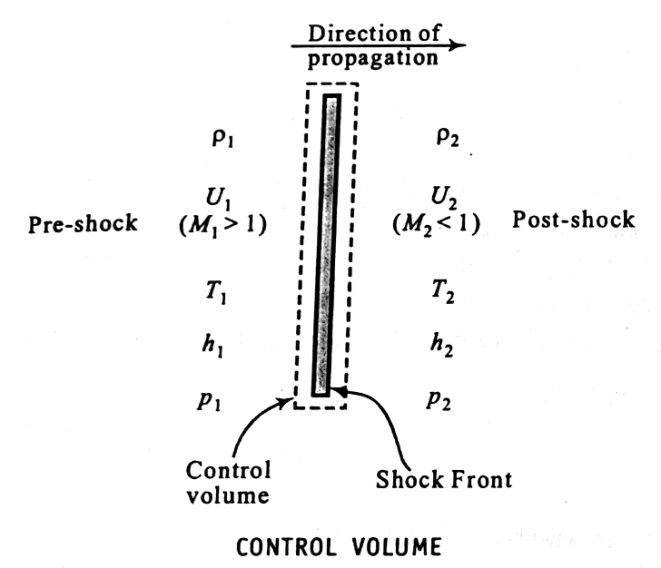 Direction of
propagation
ρ₁ ρ₂
U₁ U₂
Pre-shock (M₁ > 1) (M₂ < 1) Post-shock
T₁ T₂
h₁ h₂
p₁ p₂
Control
volume
Shock Front
CONTROL VOLUME